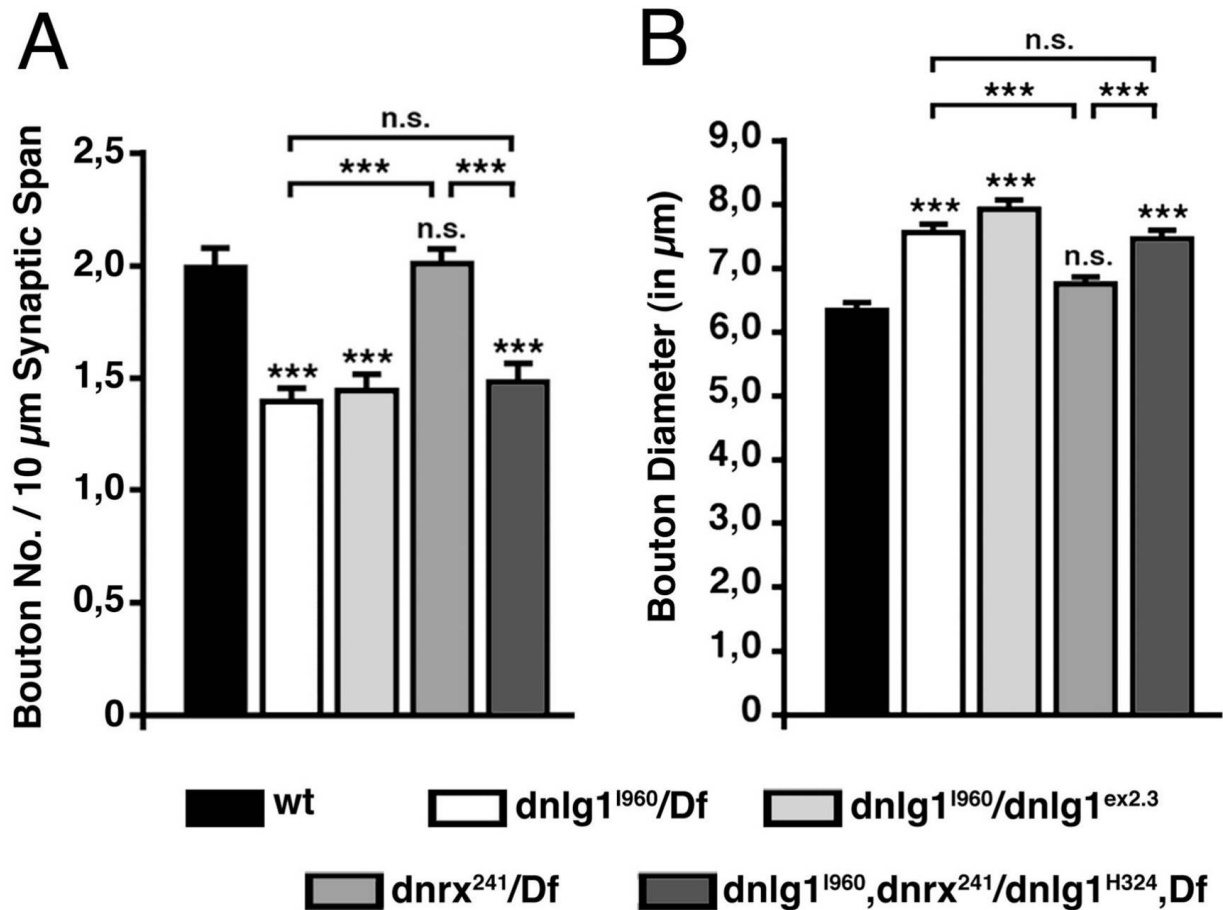 A
Bouton No. / 10 µm Synaptic Span
2,5
2,0
1,5
1,0
0,5
0
n.s.
*** ***
n.s.
*** *** ***
B
Bouton Diameter (in µm)
9,0
8,0
7,0
6,0
5,0
4,0
3,0
2,0
1,0
0
n.s.
*** ***
*** *** n.s. ***
wt dnlg1I960/Df dnlg1I960/dnlg1ex2.3
dnrx241/Df dnlg1I960,dnrx241/dnlg1H324,Df